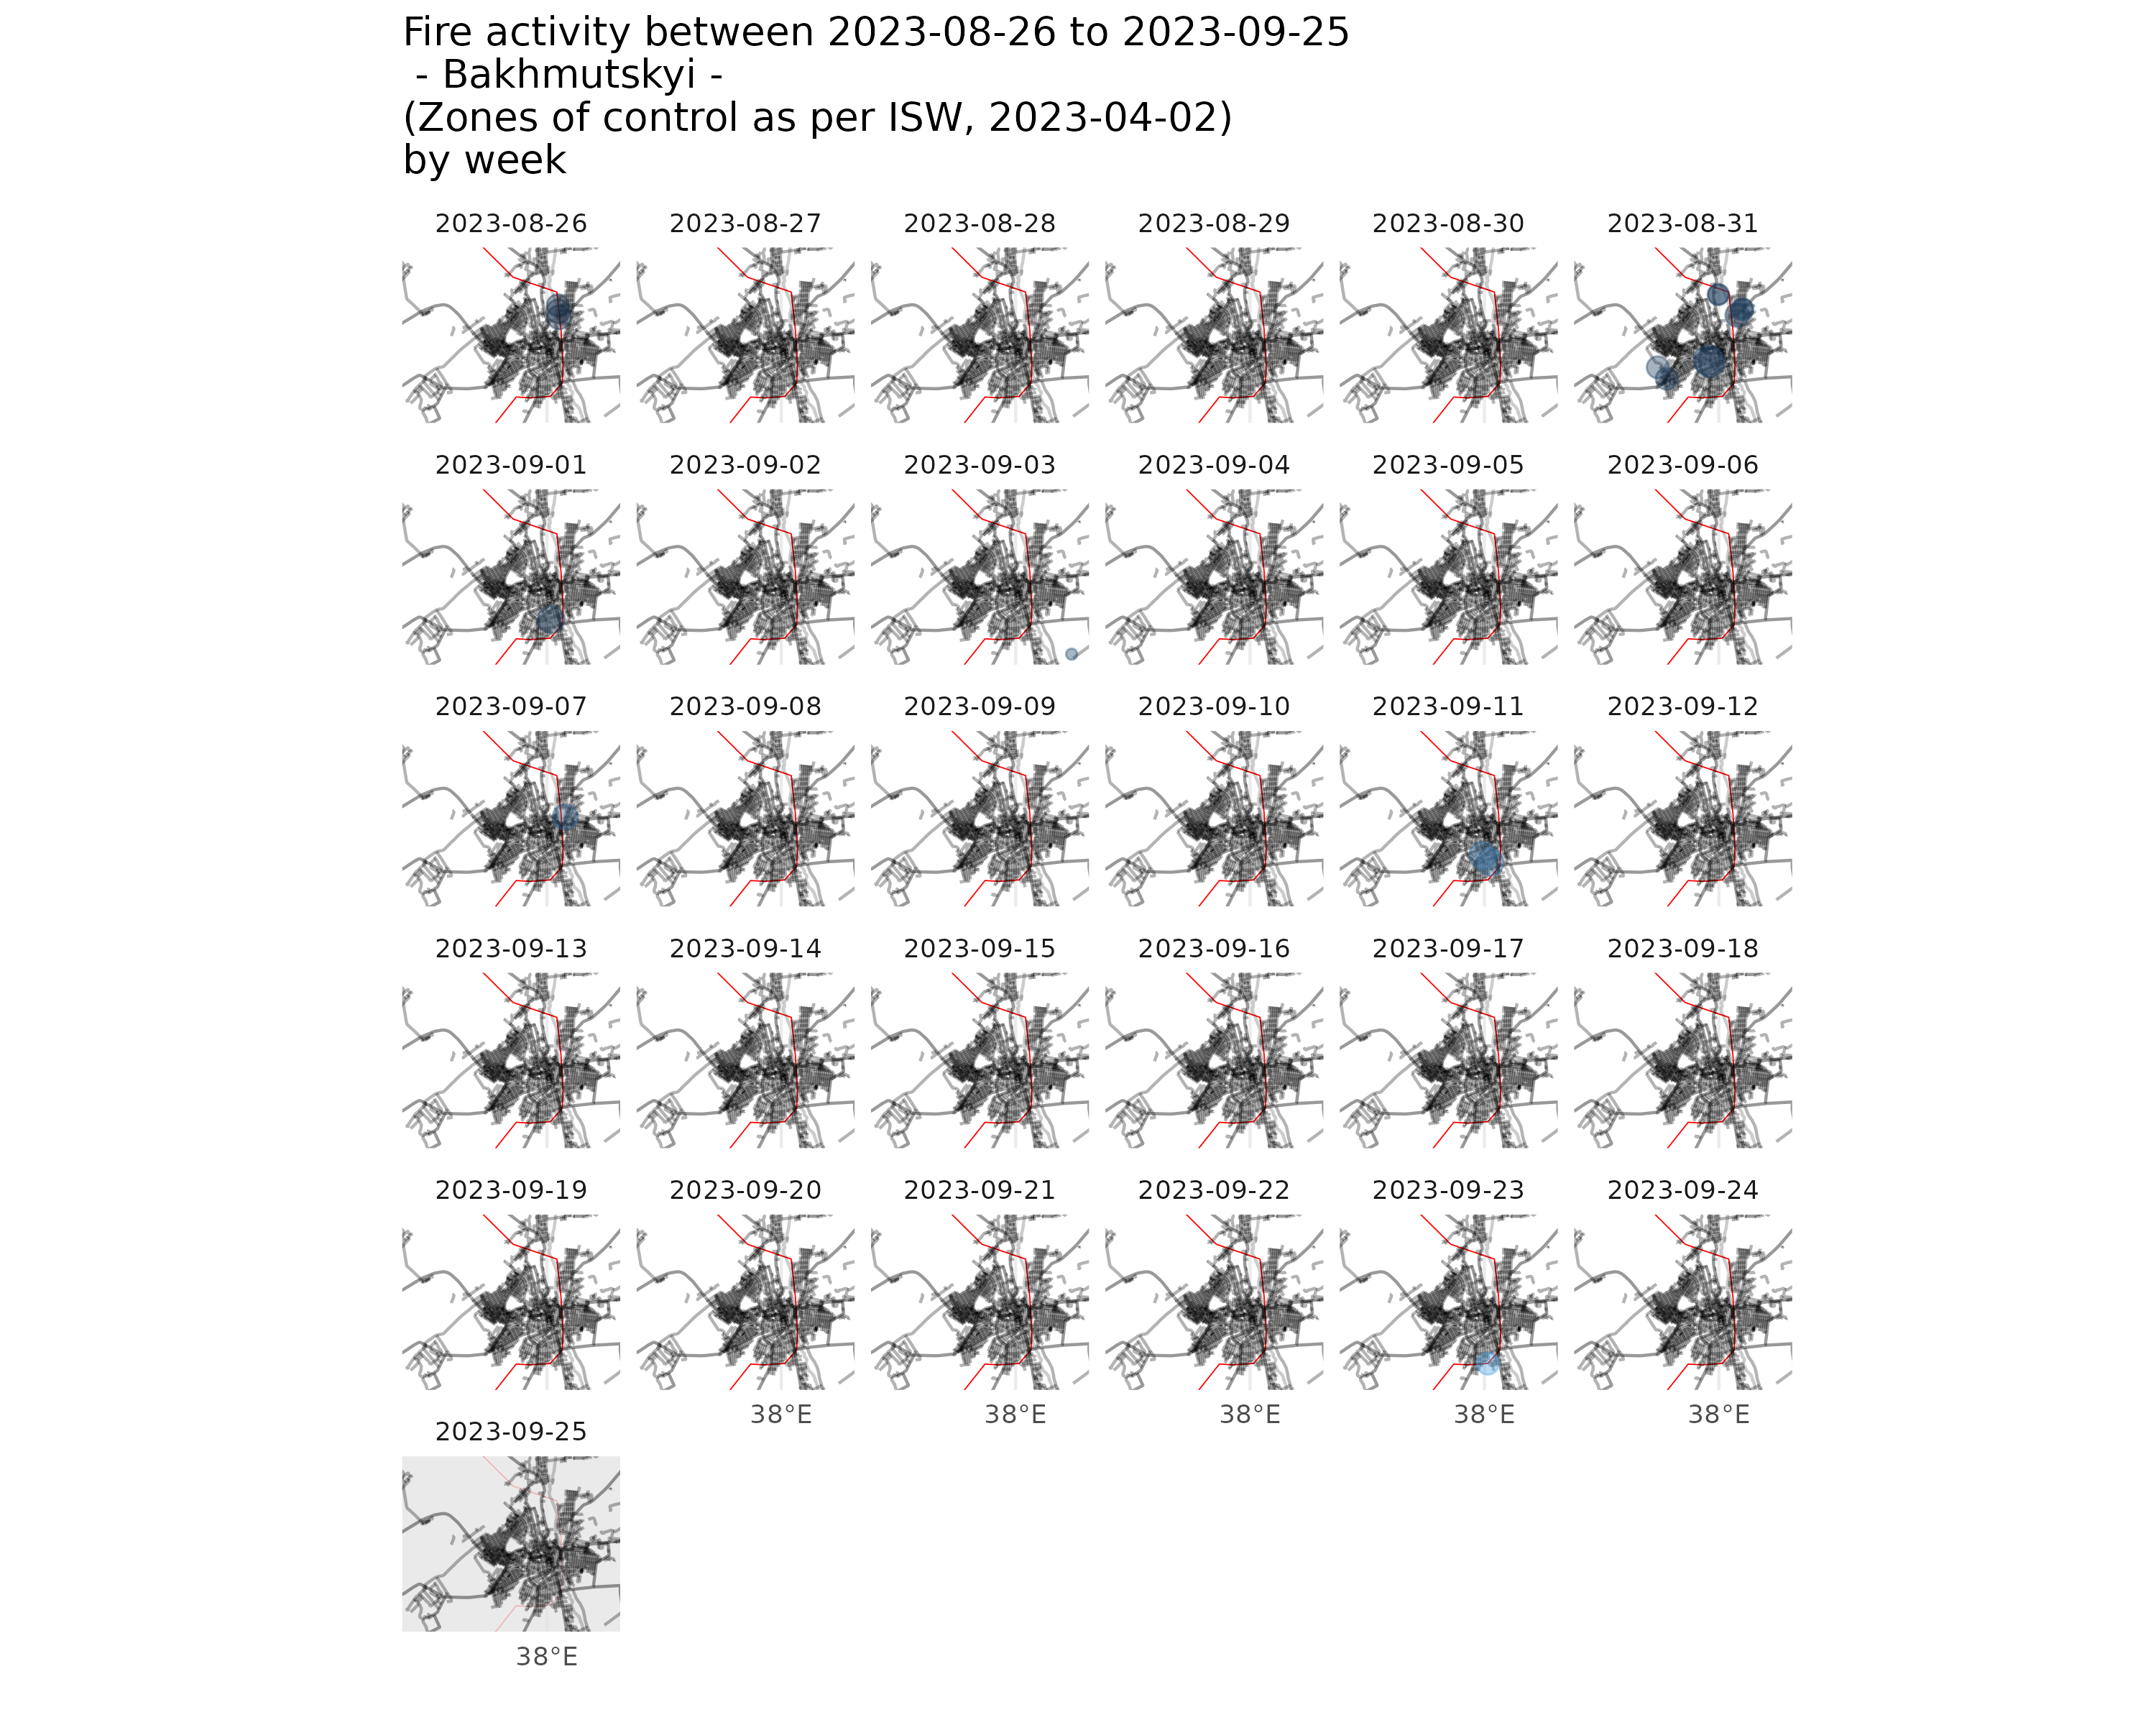 Fire activity between 2023-08-26 to 2023-09-25
- Bakhmutskyi -
(Zones of control as per ISW, 2023-04-02)
by week
2023-08-26 2023-08-27 2023-08-28 2023-08-29 2023-08-30 2023-08-31
2023-09-01 2023-09-02 2023-09-03 2023-09-04 2023-09-05 2023-09-06
2023-09-07 2023-09-08 2023-09-09 2023-09-10 2023-09-11 2023-09-12
2023-09-13 2023-09-14 2023-09-15 2023-09-16 2023-09-17 2023-09-18
2023-09-19 2023-09-20 2023-09-21 2023-09-22 2023-09-23 2023-09-24
38°E 38°E 38°E 38°E 38°E
2023-09-25
38°E